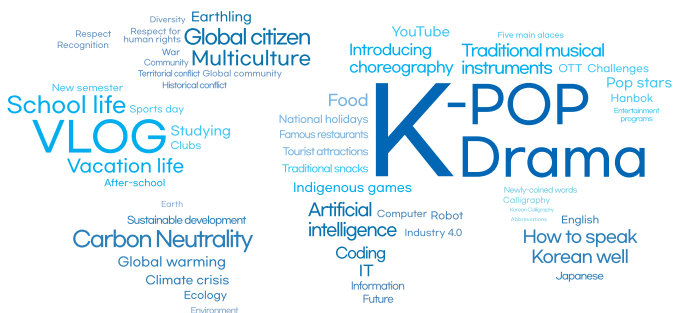 Diversity Earthling
Respect
Recognition
Respect for
human rights
Global citizen
War
Community
Multiculture
Territorial conflict Global community
Historical conflict
New semester
School life Sports day
VLOG
Studying
Clubs
Vacation life
After-school
YouTube
Introducing
choreography
Five main alaces
Traditional musical
instruments OTT Challenges
Pop stars
Hanbok
Entertainment
programs
Food
National holidays
Famous restaurants
Tourist attractions
Traditional snacks
K-POP
Drama
Indigenous games
Earth
Sustainable development
Carbon Neutrality
Global warming
Climate crisis
Ecology
Environment
Artificial
intelligence
Computer Robot
Industry 4.0
Coding
IT
Information
Future
Newly-coined words
Calligraphy
Korean Calligraphy
Abbreviations
English
How to speak
Korean well
Japanese